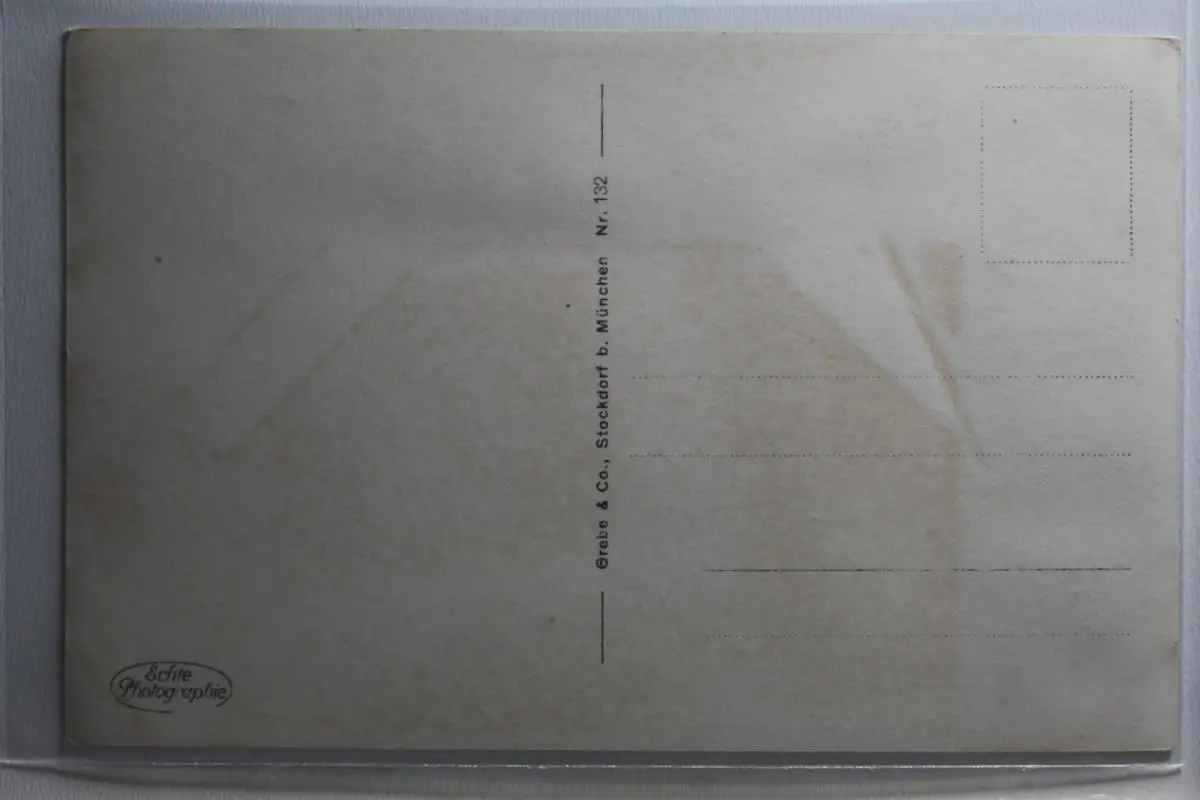 Grebe & Co., Stockdorf b. München Nr. 132
Echte
Photographie